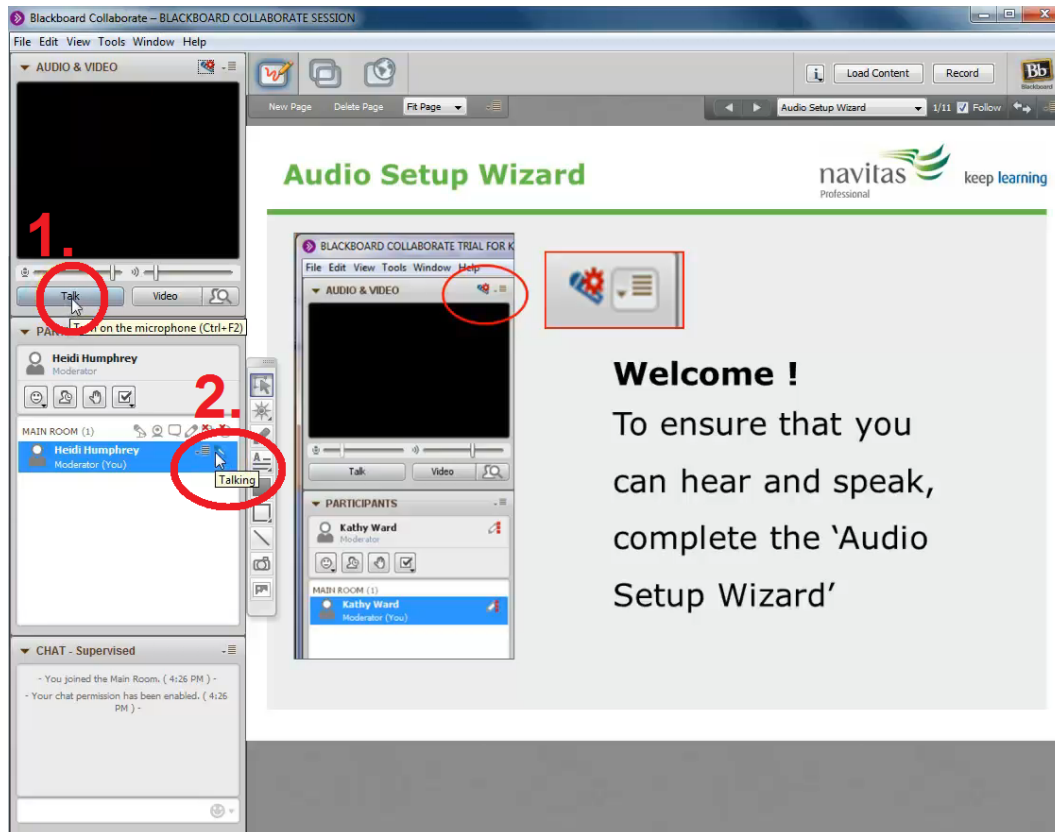 Blackboard Collaborate – BLACKBOARD COLLABORATE SESSION
File Edit View Tools Window Help
AUDIO & VIDEO
Load Content
Record
Bb
Blackboard
New Page Delete Page Fit Page
Audio Setup Wizard 1/11 Follow
Audio Setup Wizard
navitas
Professional
keep learning
1.
Talk Video
Turn on the microphone (Ctrl+F2)
Heidi Humphrey
Moderator
2.
MAIN ROOM (1)
Heidi Humphrey
Moderator (You)
Talking
CHAT - Supervised
- You joined the Main Room. ( 4:26 PM ) -
- Your chat permission has been enabled. ( 4:26
PM ) -
BLACKBOARD COLLABORATE TRIAL FOR K
File Edit View Tools Window Help
AUDIO & VIDEO
Talk Video
PARTICIPANTS
Kathy Ward
Moderator
MAIN ROOM (1)
Kathy Ward
Moderator (You)
Welcome !
To ensure that you
can hear and speak,
complete the ‘Audio
Setup Wizard’